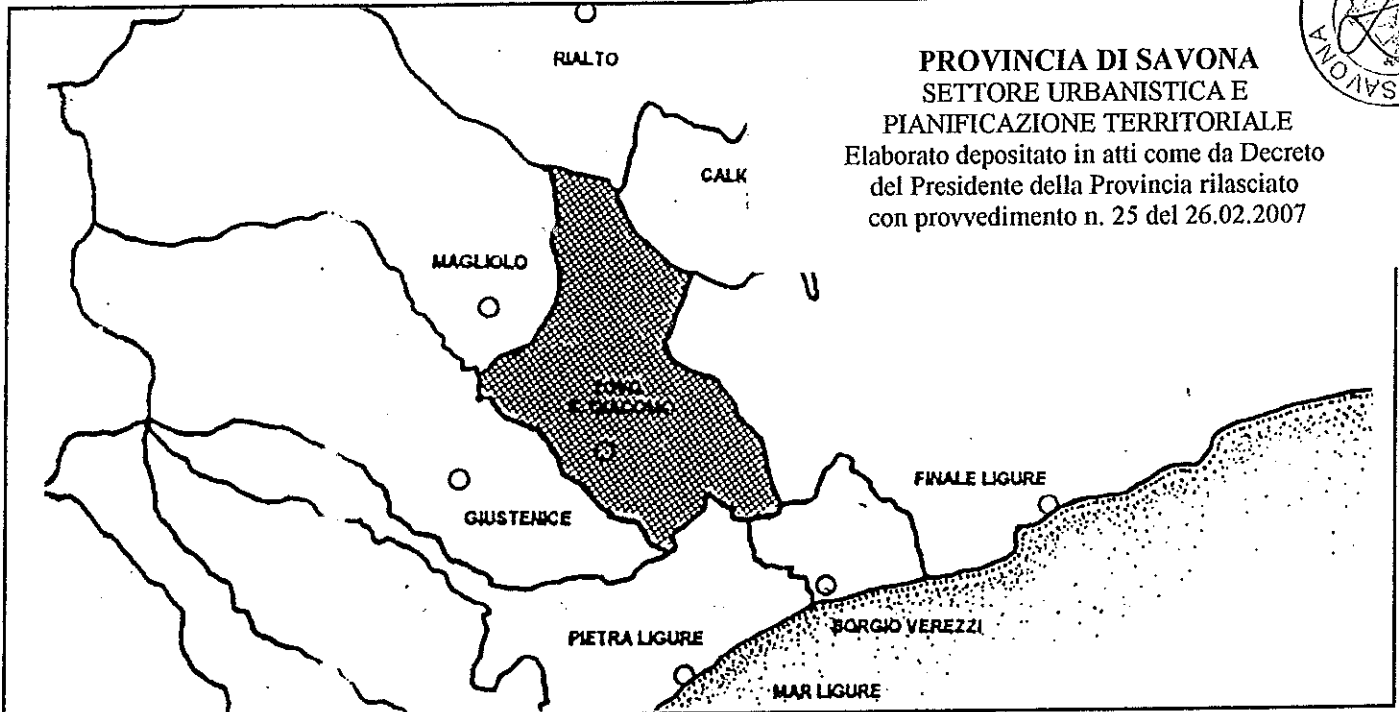 RIALTO
PROVINCIA DI SAVONA
SETTORE URBANISTICA E
PIANIFICAZIONE TERRITORIALE
Elaborato depositato in atti come da Decreto
del Presidente della Provincia rilasciato
con provvedimento n. 25 del 26.02.2007
SAVONA
MAGLIOLO
GIUSTENICE
FINALE LIGURE
PIETRA LIGURE
BORGIO VEREZZI
MAR LIGURE